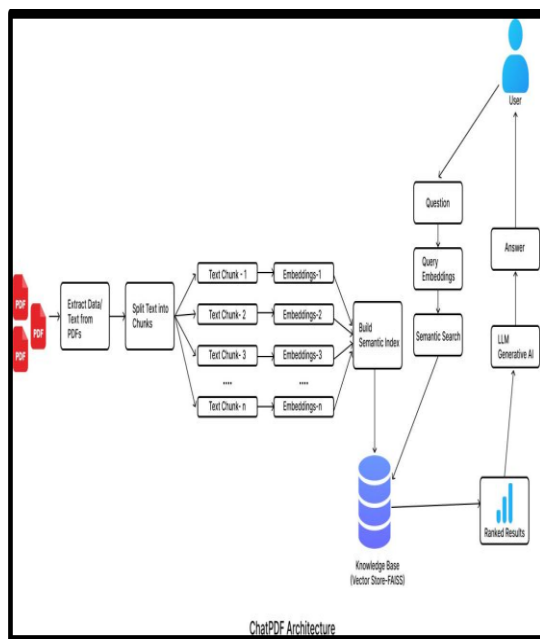 User
Question
Query
Embeddings
Semantic Search
Answer
LLM
Generative AI
PDF
PDF
PDF
Extract Data/
Text from
PDFs
Split Text into
Chunks
Text Chunk - 1
Embeddings-1
Text Chunk- 2
Embeddings-2
Text Chunk- 3
Embeddings-3
....
....
Text Chunk- n
Embeddings-n
Build
Semantic Index
Knowledge Base
(Vector Store-FAISS)
Ranked Results
ChatPDF Architecture